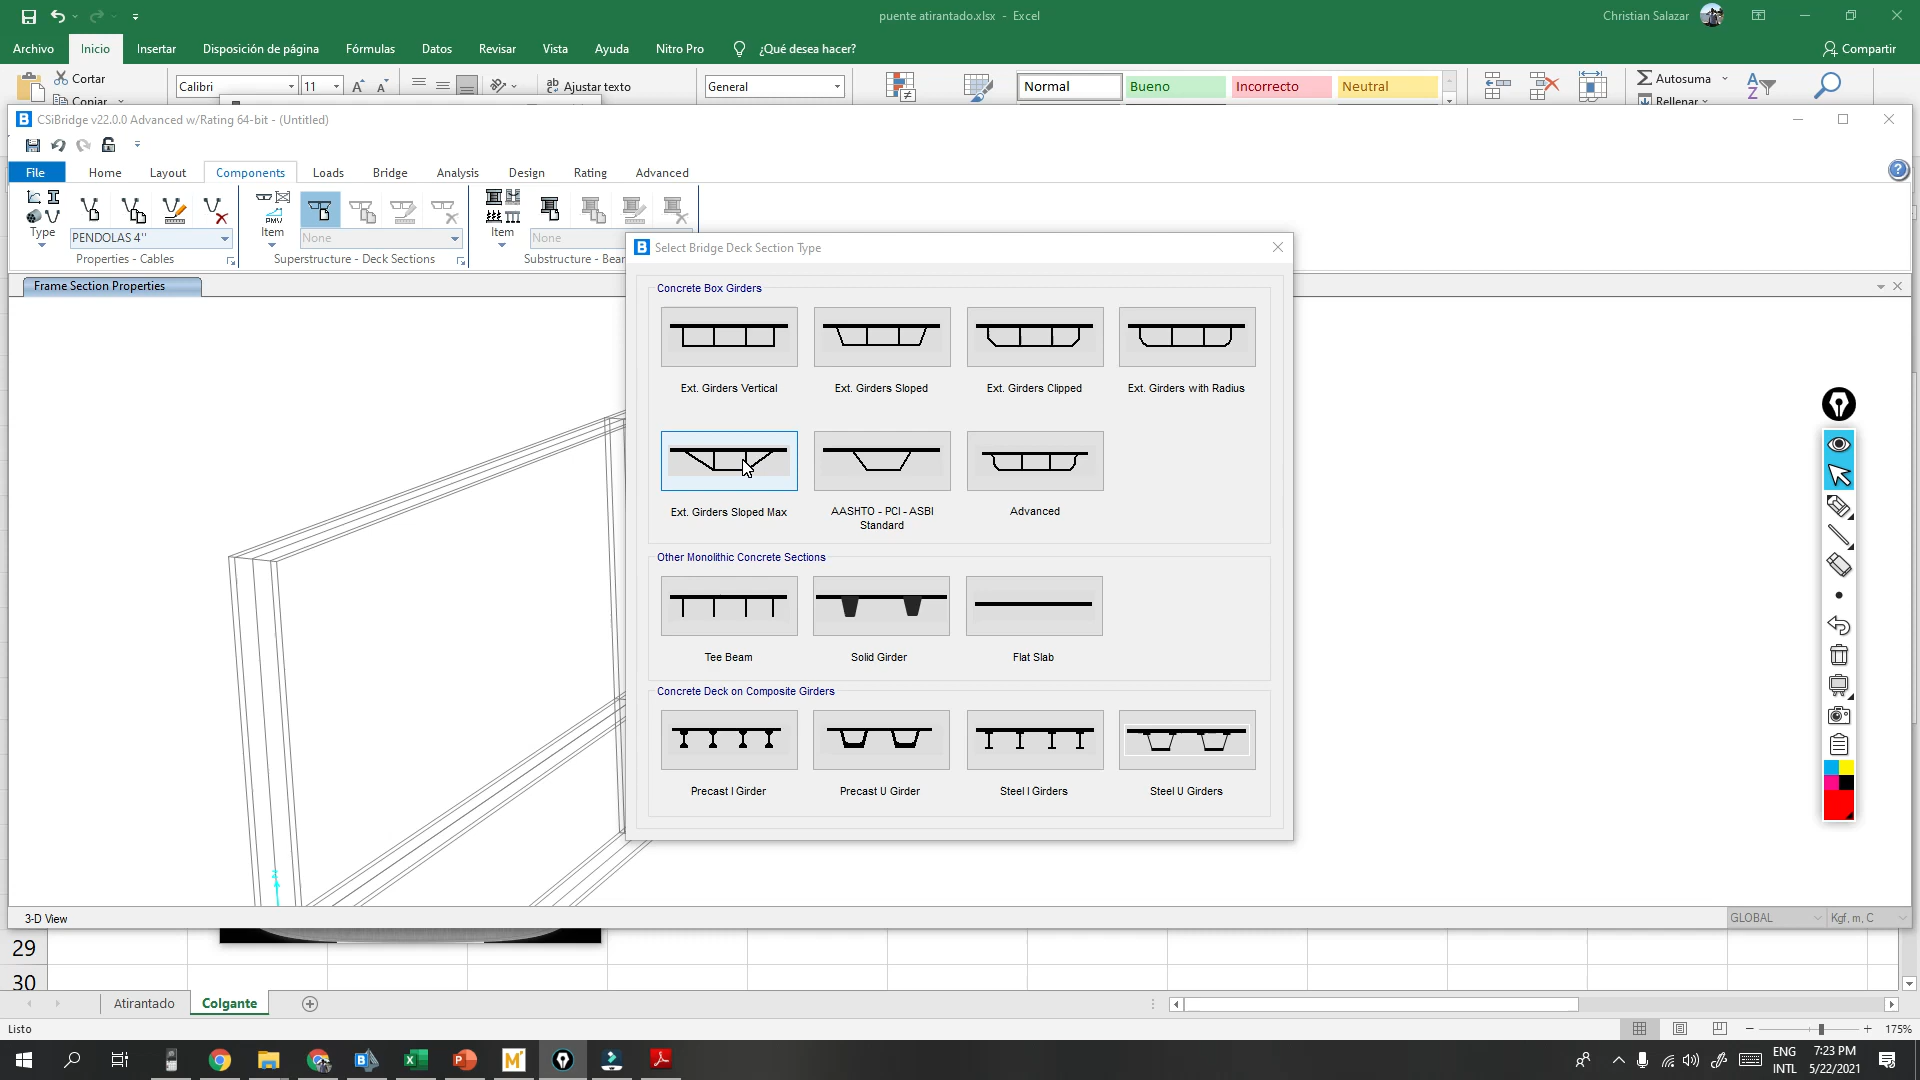 puente atirantado.xlsx - Excel
Christian Salazar
Archivo Inicio Insertar Disposición de página Fórmulas Datos Revisar Vista Ayuda Nitro Pro ¿Qué desea hacer?
Compartir
Cortar
Copiar
Calibri 11
Ajustar texto
General
Normal Bueno Incorrecto Neutral
Autosuma
Rellenar
CSiBridge v22.0.0 Advanced w/Rating 64-bit - (Untitled)
File Home Layout Components Loads Bridge Analysis Design Rating Advanced
Type
PENDOLAS 4''
Properties - Cables
PMV
Item
None
Superstructure - Deck Sections
Item
None
Substructure - Bear
Frame Section Properties
Select Bridge Deck Section Type
Concrete Box Girders
Ext. Girders Vertical
Ext. Girders Sloped
Ext. Girders Clipped
Ext. Girders with Radius
Ext. Girders Sloped Max
AASHTO - PCI - ASBI
Standard
Advanced
Other Monolithic Concrete Sections
Tee Beam
Solid Girder
Flat Slab
Concrete Deck on Composite Girders
Precast I Girder
Precast U Girder
Steel I Girders
Steel U Girders
Z
3-D View
GLOBAL
Kgf, m, C
29
30
Atirantado Colgante
Listo
175%
ENG
INTL
7:23 PM
5/22/2021